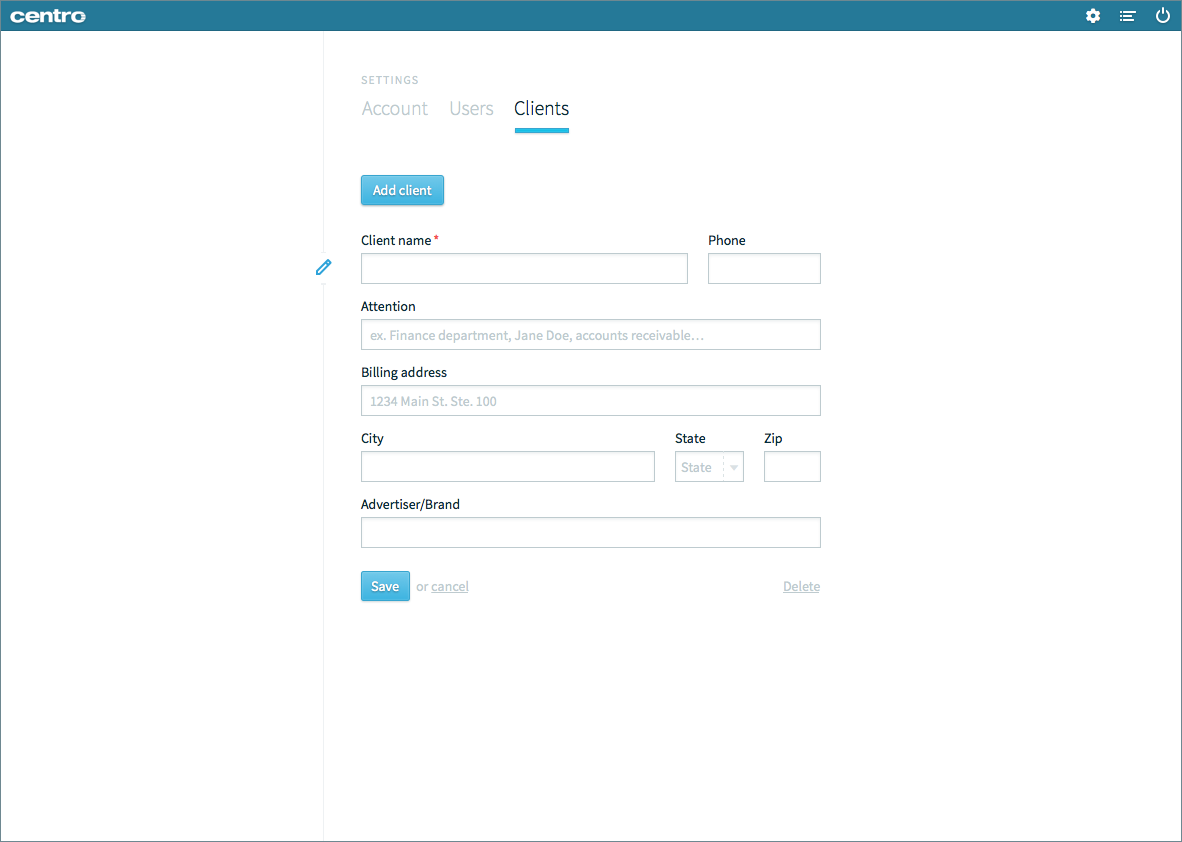 centro
SETTINGS
Account Users Clients
Add client
Client name* Phone
Attention
ex. Finance department, Jane Doe, accounts receivable...
Billing address
1234 Main St. Ste. 100
City State Zip
State
Advertiser/Brand
Save or cancel Delete